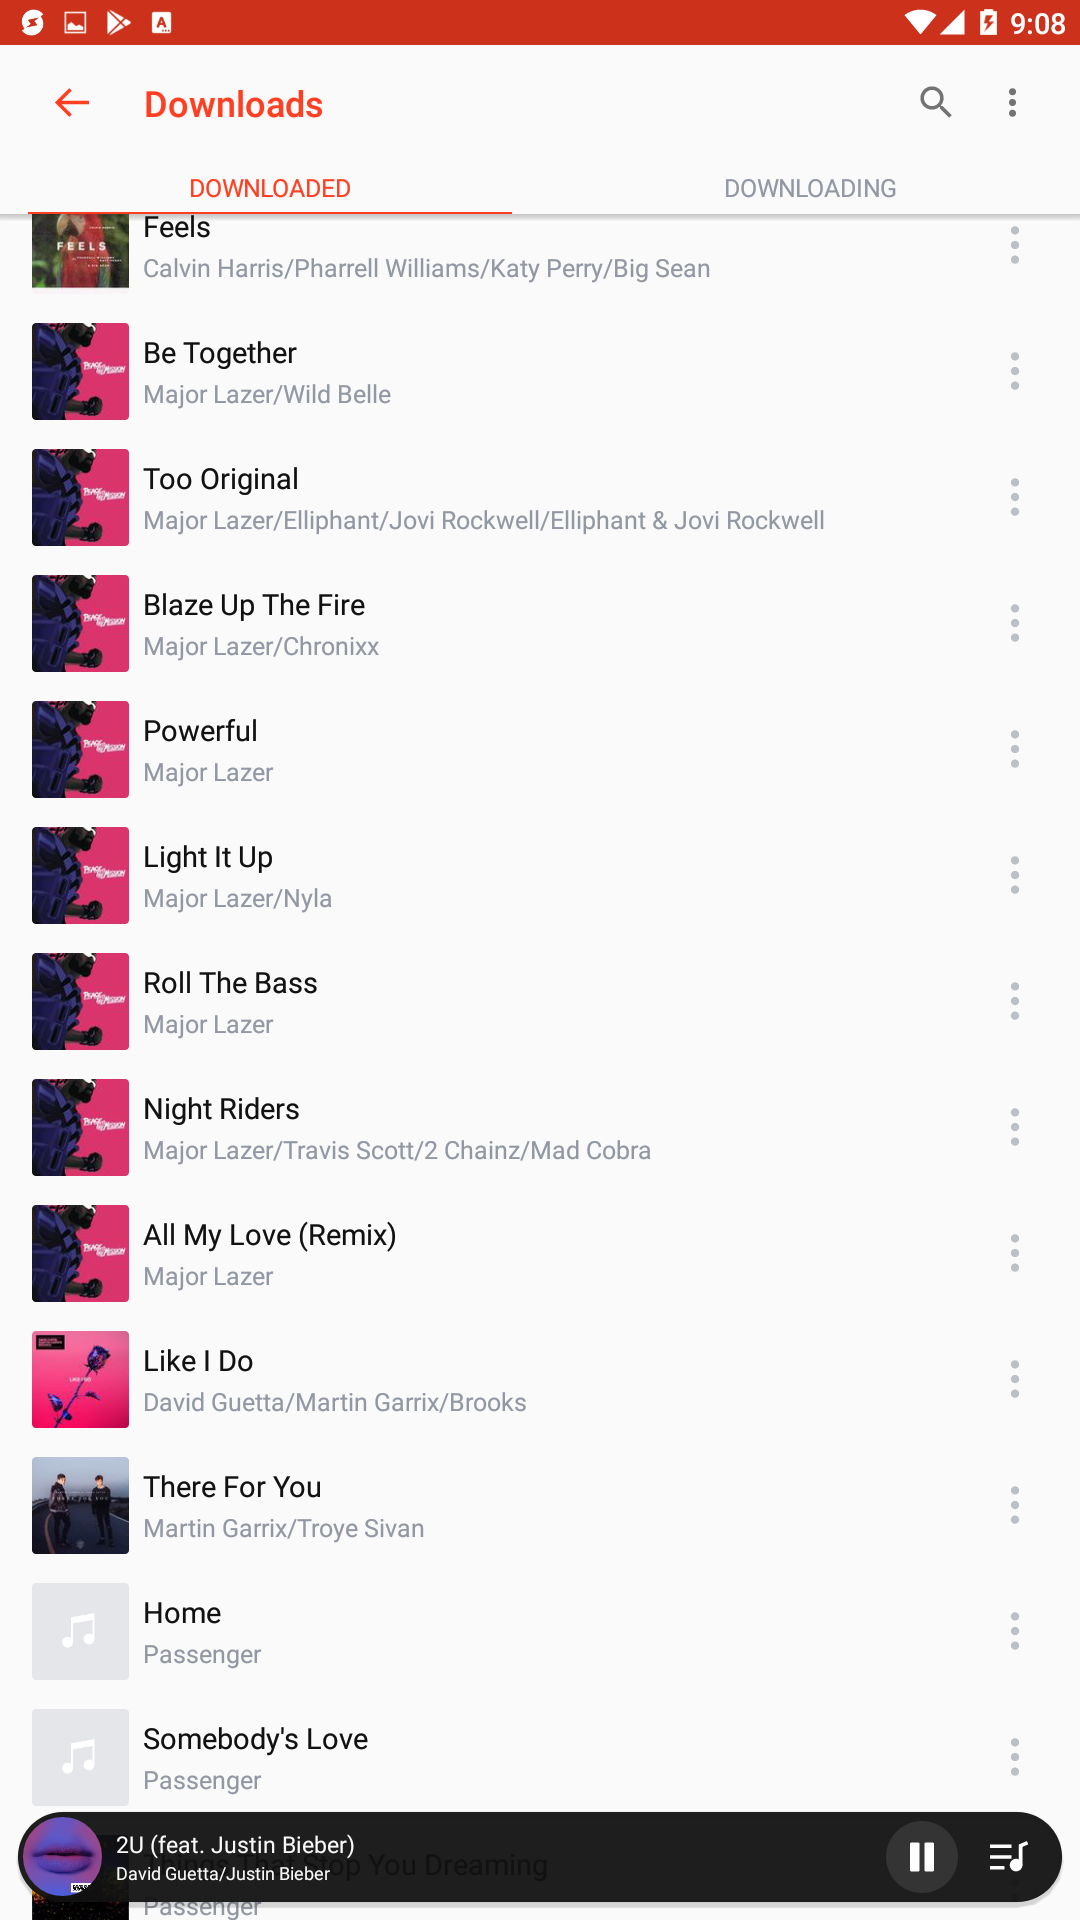 9:08
Downloads
DOWNLOADED
DOWNLOADING
FEELS
Feels
Calvin Harris/Pharrell Williams/Katy Perry/Big Sean
Be Together
Major Lazer/Wild Belle
Too Original
Major Lazer/Elliphant/Jovi Rockwell/Elliphant & Jovi Rockwell
Blaze Up The Fire
Major Lazer/Chronixx
Powerful
Major Lazer
Light It Up
Major Lazer/Nyla
Roll The Bass
Major Lazer
Night Riders
Major Lazer/Travis Scott/2 Chainz/Mad Cobra
All My Love (Remix)
Major Lazer
Like I Do
David Guetta/Martin Garrix/Brooks
There For You
Martin Garrix/Troye Sivan
Home
Passenger
Somebody's Love
Passenger
2U (feat. Justin Bieber)
Things That Stop You Dreaming
David Guetta/Justin Bieber
Passenger